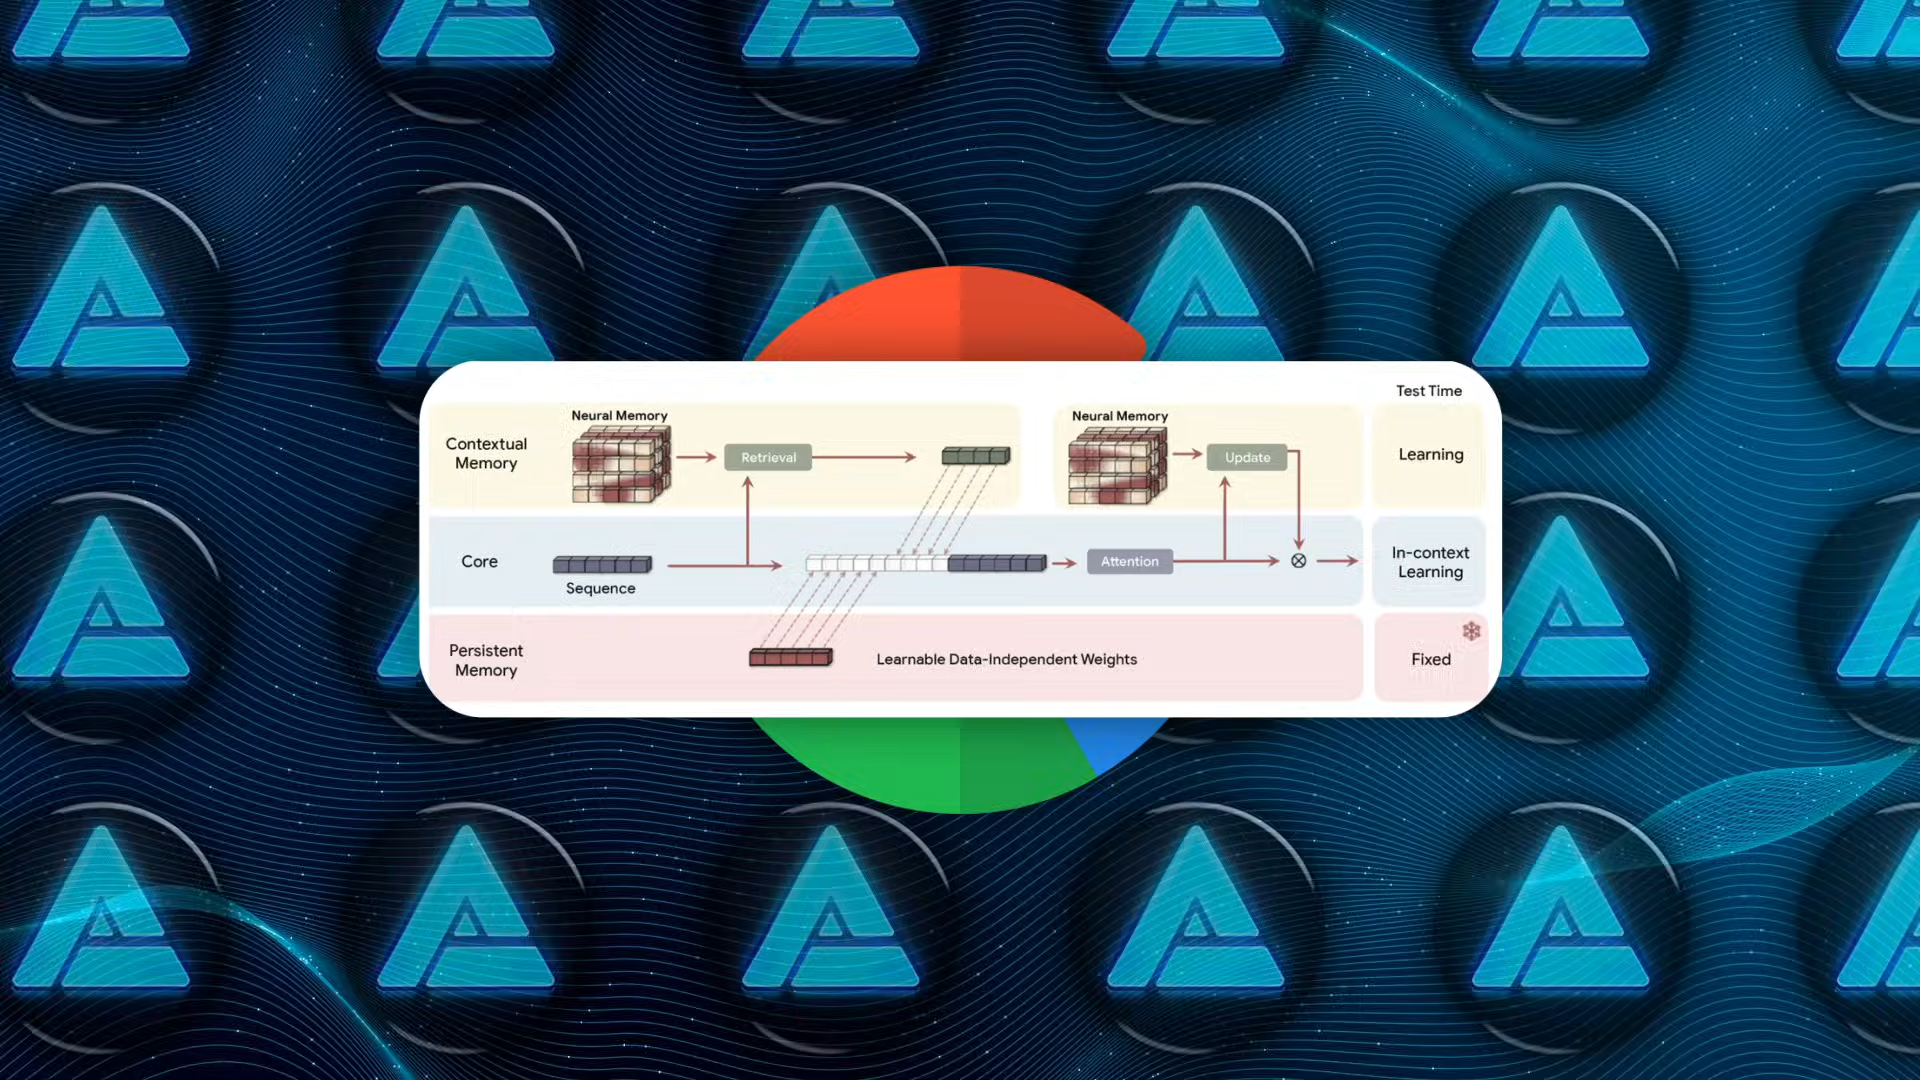 Test Time
Neural Memory
Neural Memory
Contextual
Memory
Retrieval
Update
Learning
Core
Sequence
Attention
In-context
Learning
Persistent
Memory
Learnable Data-Independent Weights
Fixed